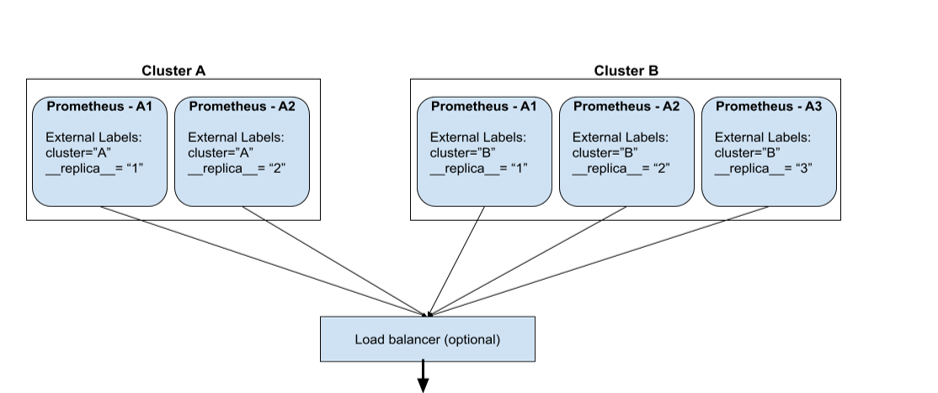 Cluster A
Prometheus - A1
External Labels:
cluster=”A”
__replica__= “1”
Prometheus - A2
External Labels:
cluster=”A”
__replica__= “2”
Cluster B
Prometheus - A1
External Labels:
cluster=”B”
__replica__= “1”
Prometheus - A2
External Labels:
cluster=”B”
__replica__= “2”
Prometheus - A3
External Labels:
cluster=”B”
__replica__= “3”
Load balancer (optional)